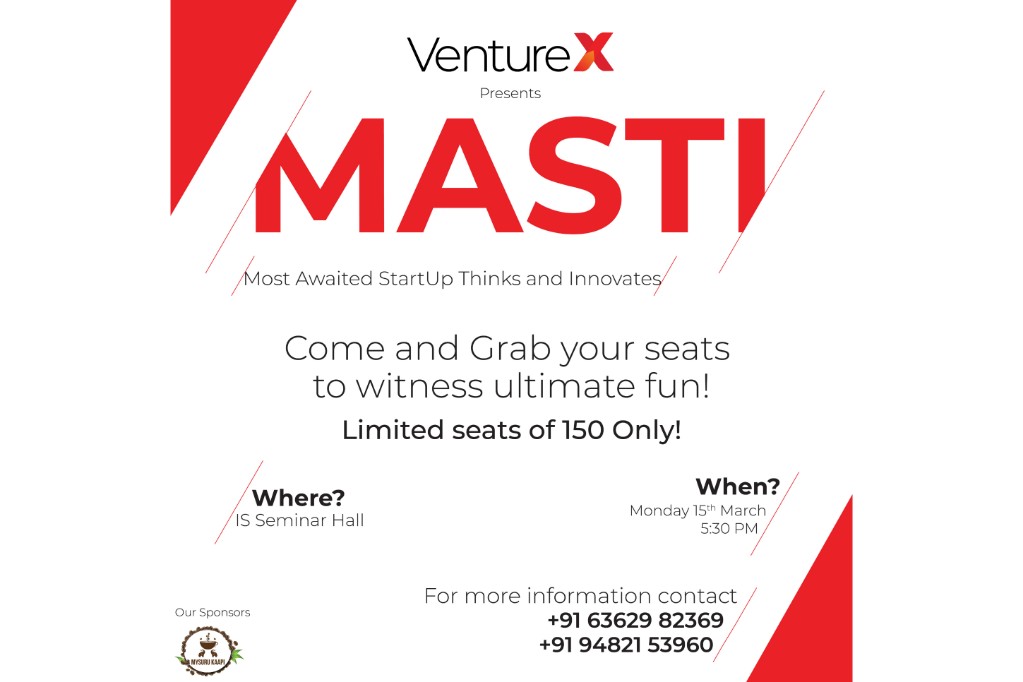 VentureX
Presents
MASTI
Most Awaited StartUp Thinks and Innovates
Come and Grab your seats
to witness ultimate fun!
Limited seats of 150 Only!
Where?
IS Seminar Hall
When?
Monday 15th March
5:30 PM
For more information contact
+91 63629 82369
+91 94821 53960
Our Sponsors
MYSURU KAAPI